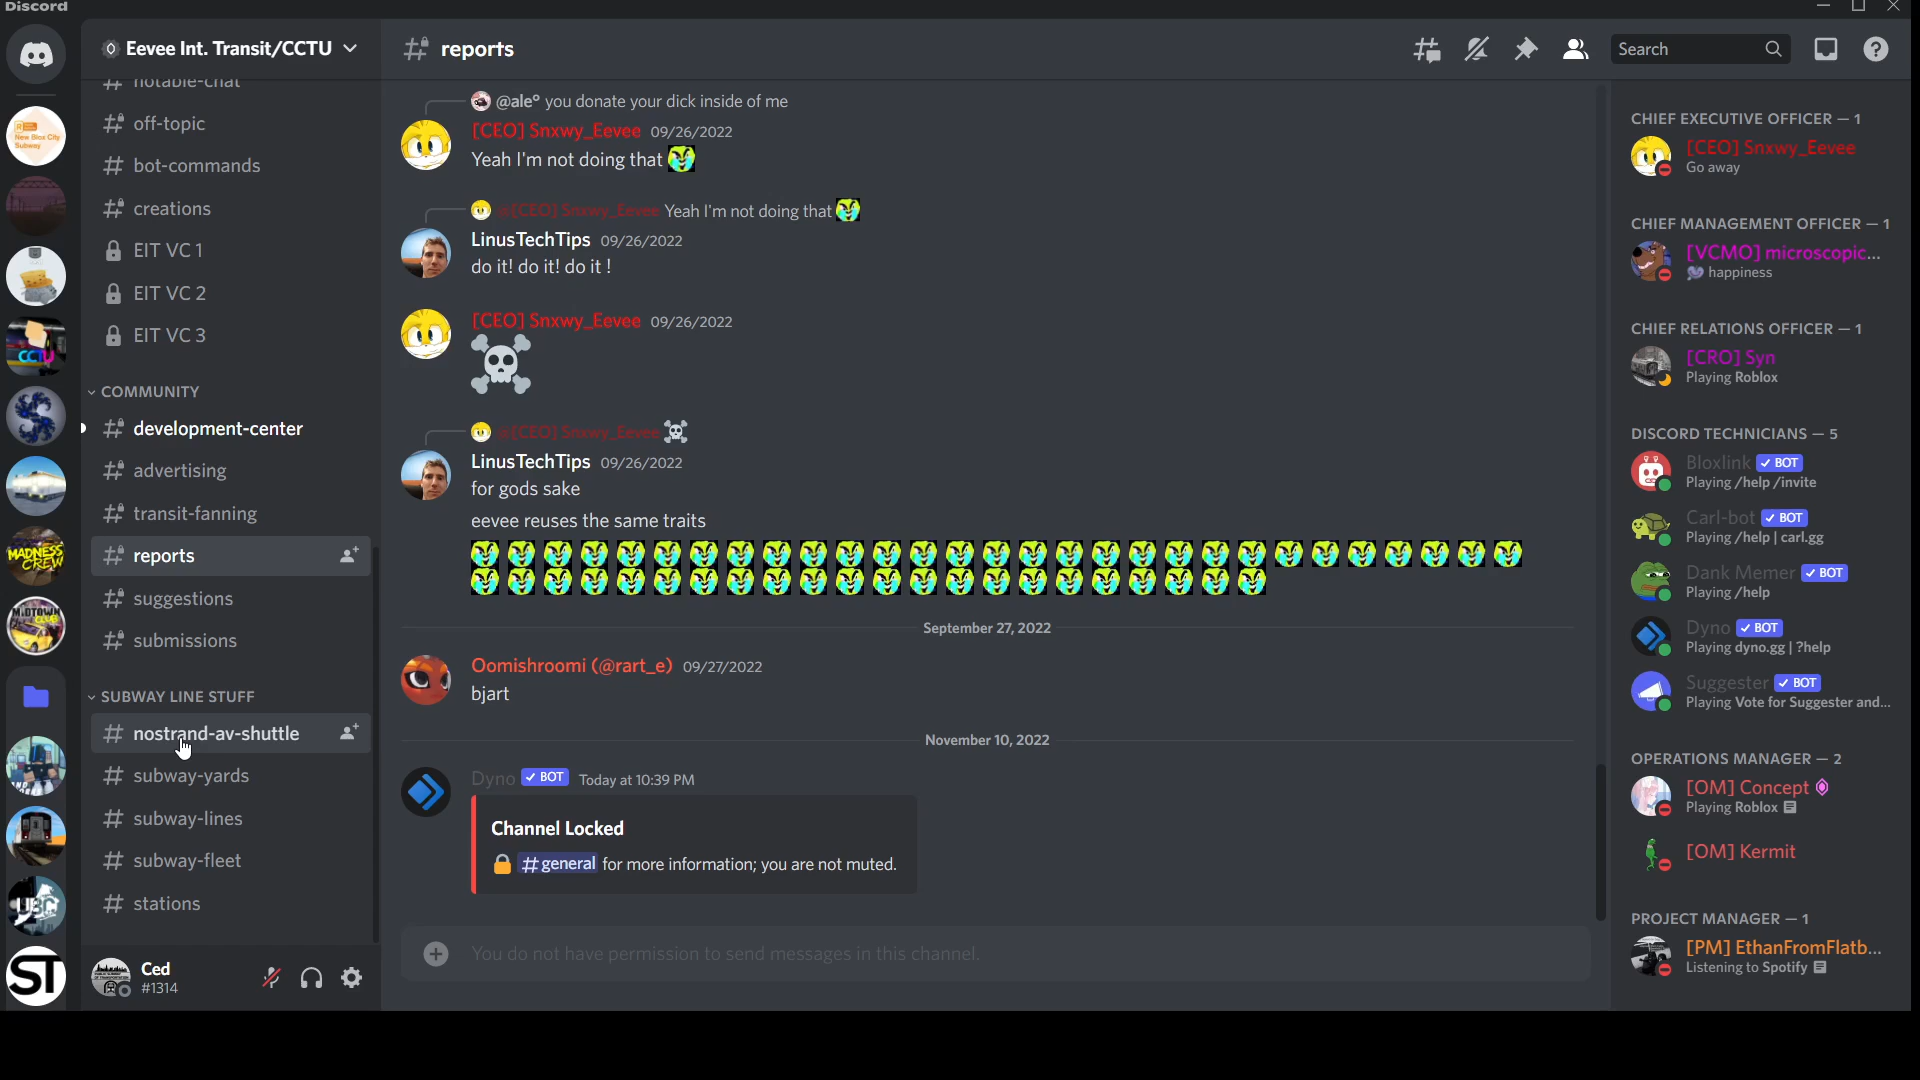 Discord
Eevee Int. Transit/CCTU
notable-chat
off-topic
bot-commands
creations
EIT VC 1
EIT VC 2
EIT VC 3
COMMUNITY
development-center
advertising
transit-fanning
reports
suggestions
submissions
SUBWAY LINE STUFF
nostrand-av-shuttle
subway-yards
subway-lines
subway-fleet
stations
Ced
#1314
New Blox City
Subway
CCTU
MADNESS
CREW
MIDTOWN
CLUB
UBC
ST
reports
Search
@ale° you donate your dick inside of me
[CEO] Snxwy_Eevee 09/26/2022
Yeah I'm not doing that
@[CEO] Snxwy_Eevee Yeah I'm not doing that
LinusTechTips 09/26/2022
do it! do it! do it !
[CEO] Snxwy_Eevee 09/26/2022
@[CEO] Snxwy_Eevee
LinusTechTips 09/26/2022
for gods sake
eevee reuses the same traits
September 27, 2022
Oomishroomi (@rart_e) 09/27/2022
bjart
November 10, 2022
Dyno ✓ BOT Today at 10:39 PM
Channel Locked
#general for more information; you are not muted.
You do not have permission to send messages in this channel.
CHIEF EXECUTIVE OFFICER — 1
[CEO] Snxwy_Eevee
Go away
CHIEF MANAGEMENT OFFICER — 1
[VCMO] microscopic...
happiness
CHIEF RELATIONS OFFICER — 1
[CRO] Syn
Playing Roblox
DISCORD TECHNICIANS — 5
Bloxlink ✓ BOT
Playing /help /invite
Carl-bot ✓ BOT
Playing /help | carl.gg
Dank Memer ✓ BOT
Playing /help
Dyno ✓ BOT
Playing dyno.gg | ?help
Suggester ✓ BOT
Playing Vote for Suggester and...
OPERATIONS MANAGER — 2
[OM] Concept
Playing Roblox
[OM] Kermit
PROJECT MANAGER — 1
[PM] EthanFromFlatb...
Listening to Spotify